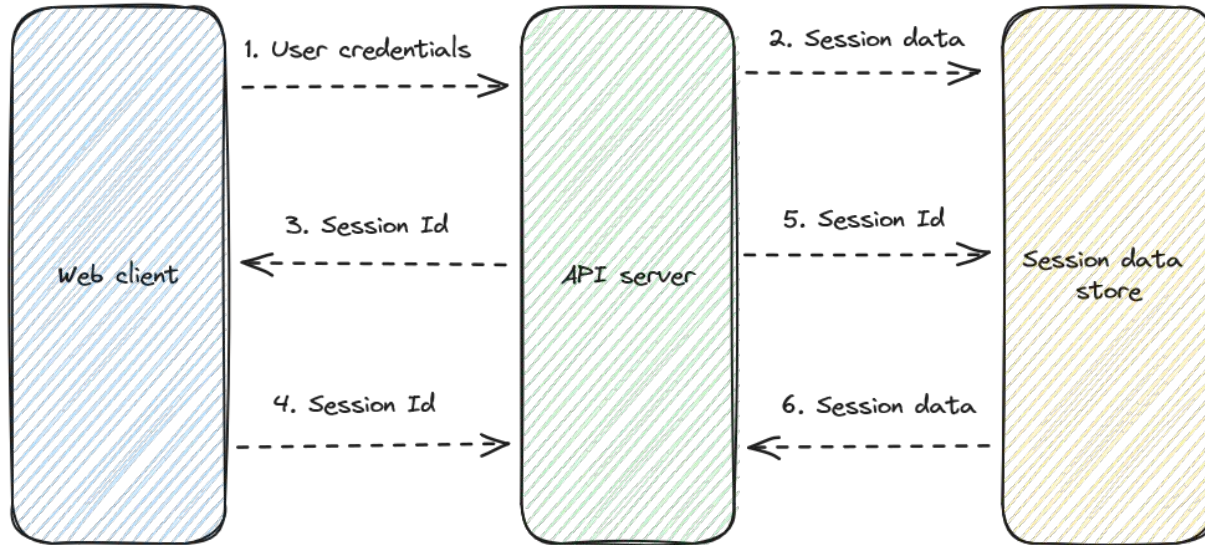 1. User credentials
2. Session data
3. Session Id
5. Session Id
Web client
API server
Session data
store
4. Session Id
6. Session data